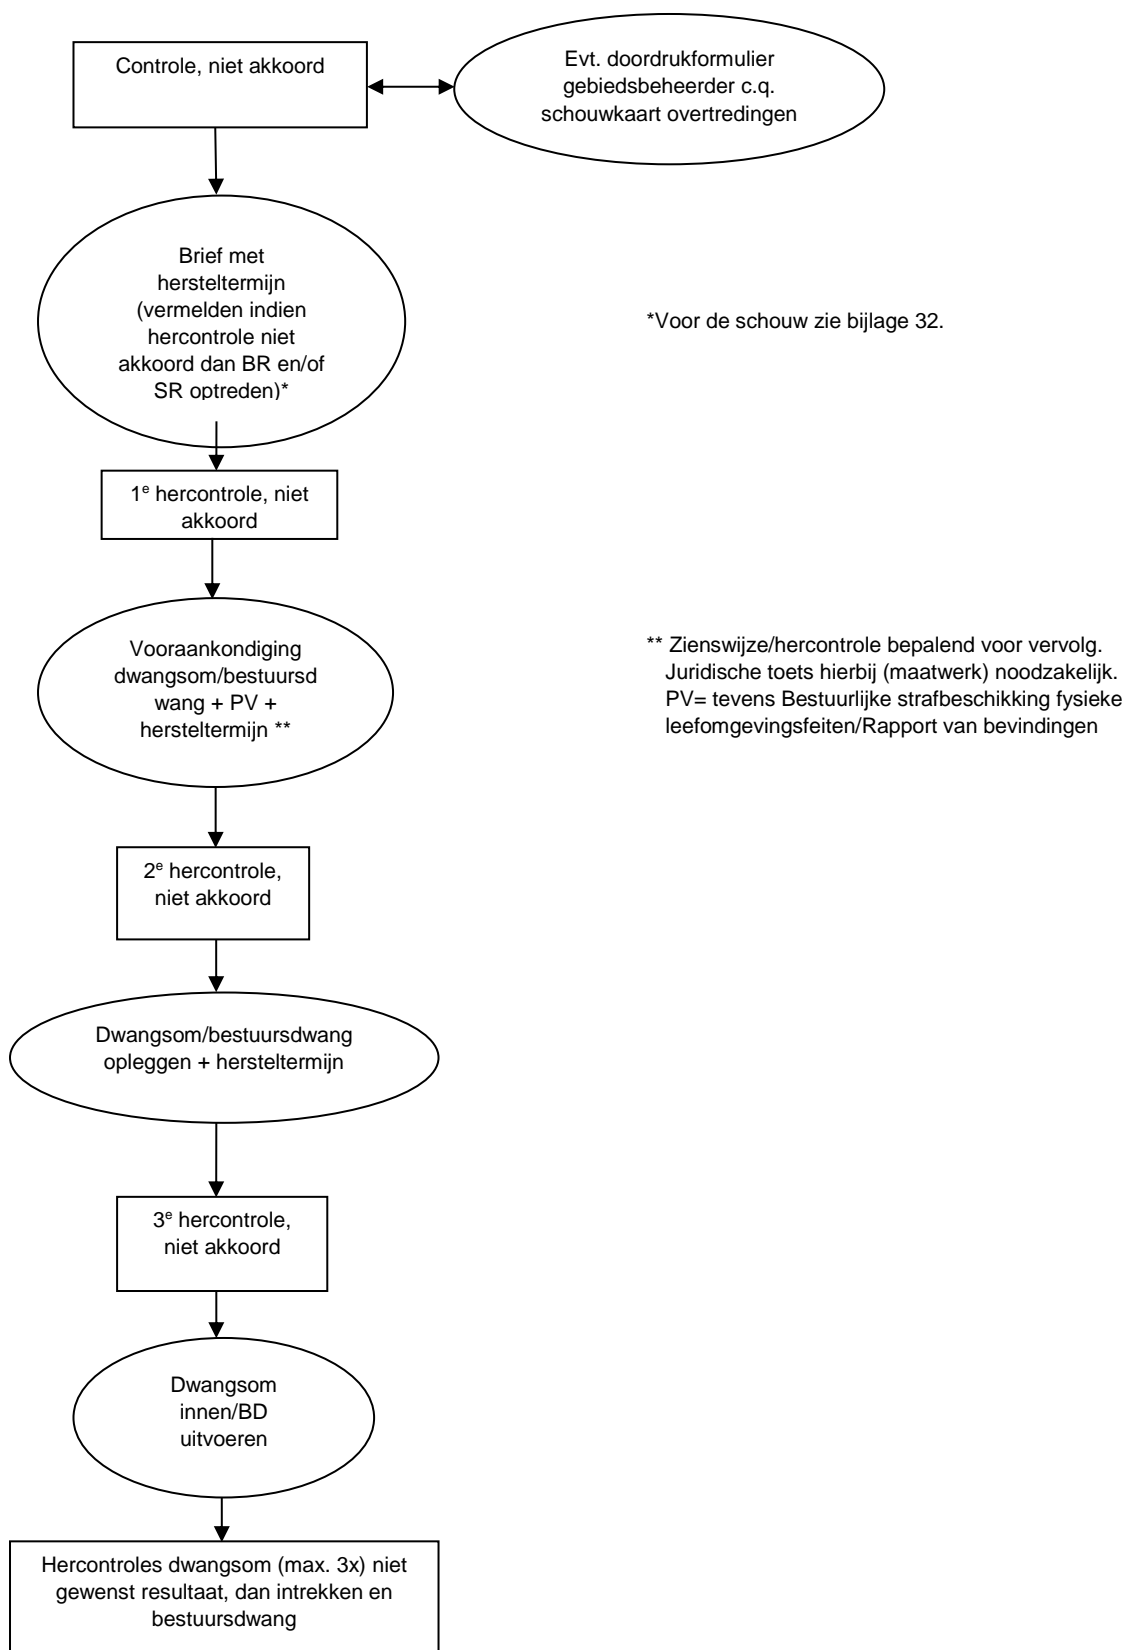 Controle, niet akkoord
Evt. doordrukformulier
gebiedsbeheerder c.q.
schouwkaart overtredingen
Brief met
hersteltermijn
(vermelden indien
hercontrole niet
akkoord dan BR en/of
SR optreden)*
*Voor de schouw zie bijlage 32.
1e hercontrole, niet
akkoord
Vooraankondiging
dwangsom/bestuursd
wang + PV +
hersteltermijn **
** Zienswijze/hercontrole bepalend voor vervolg.
Juridische toets hierbij (maatwerk) noodzakelijk.
PV= tevens Bestuurlijke strafbeschikking fysieke
leefomgevingsfeiten/Rapport van bevindingen
2e hercontrole,
niet akkoord
Dwangsom/bestuursdwang
opleggen + hersteltermijn
3e hercontrole,
niet akkoord
Dwangsom
innen/BD
uitvoeren
Hercontroles dwangsom (max. 3x) niet
gewenst resultaat, dan intrekken en
bestuursdwang